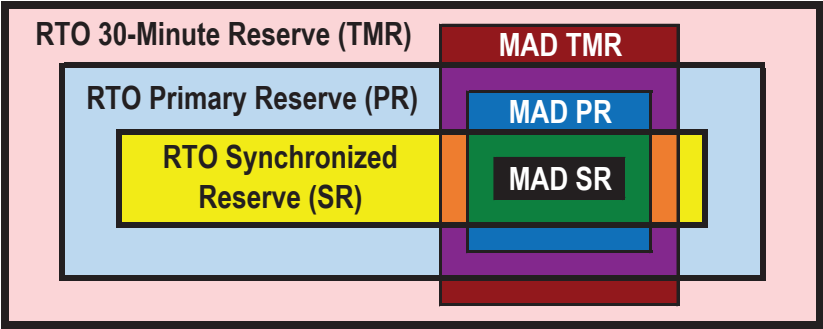 RTO 30-Minute Reserve (TMR)
MAD TMR
RTO Primary Reserve (PR)
MAD PR
RTO Synchronized
Reserve (SR)
MAD SR